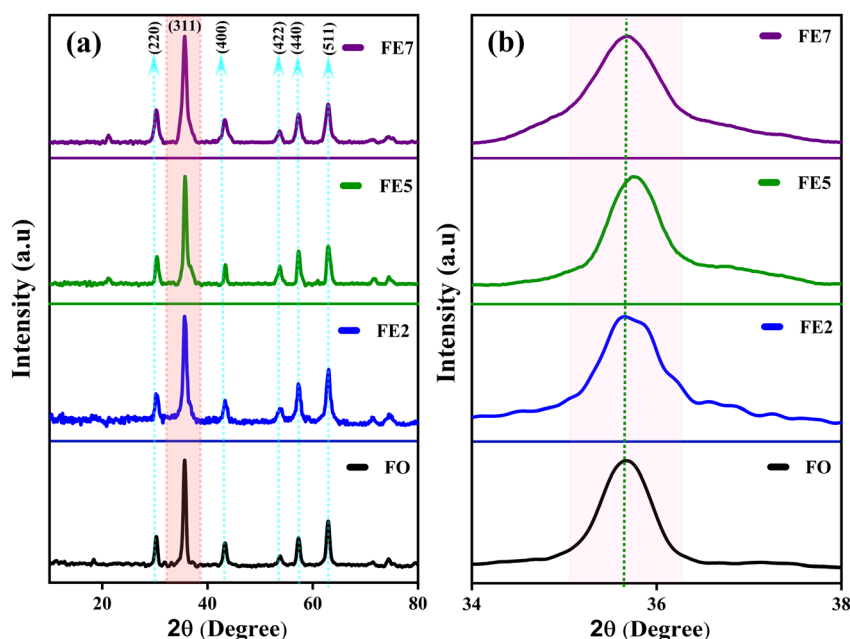 (a)
(220)
(311)
(400)
(422)
(440)
(511)
FE7
FE5
FE2
FO
Intensity (a.u)
20
40
60
80
2θ (Degree)
(b)
FE7
FE5
FE2
FO
Intensity (a.u)
34
36
38
2θ (Degree)